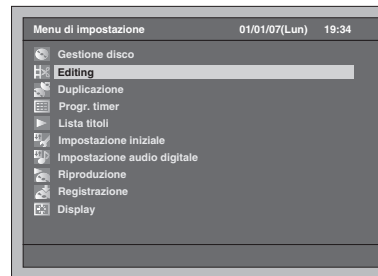 Menu di impostazione 01/01/07(Lun) 19:34
Gestione disco
Editing
Duplicazione
Progr. timer
Lista titoli
Impostazione iniziale
Impostazione audio digitale
Riproduzione
Registrazione
Display